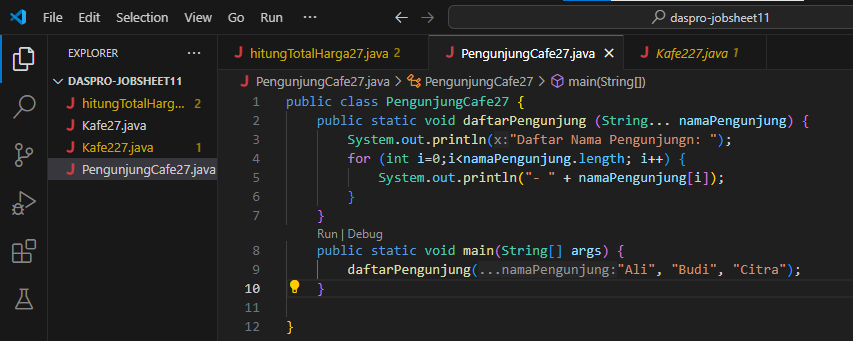 File Edit Selection View Go ... daspro-jobsheet11
EXPLORER ...
DASPRO-JOBSHEET11
hitungTotalHarg... 2
Kafe27.java
Kafe227.java 1
PengunjungCafe27.java
hitungTotalHarga27.java 2 PengunjungCafe27.java Kafe227.java 1
PengunjungCafe27.java > PengunjungCafe27 > main(String[])
1 public class PengunjungCafe27 {
2 public static void daftarPengunjung (String... namaPengunjung) {
3 System.out.println(x:"Daftar Nama Pengunjungn: ");
4 for (int i=0;i<namaPengunjung.length; i++) {
5 System.out.println("- " + namaPengunjung[i]);
6 }
7 }
Run | Debug
8 public static void main(String[] args) {
9 daftarPengunjung(...namaPengunjung:"Ali", "Budi", "Citra");
10 }
11
12 }